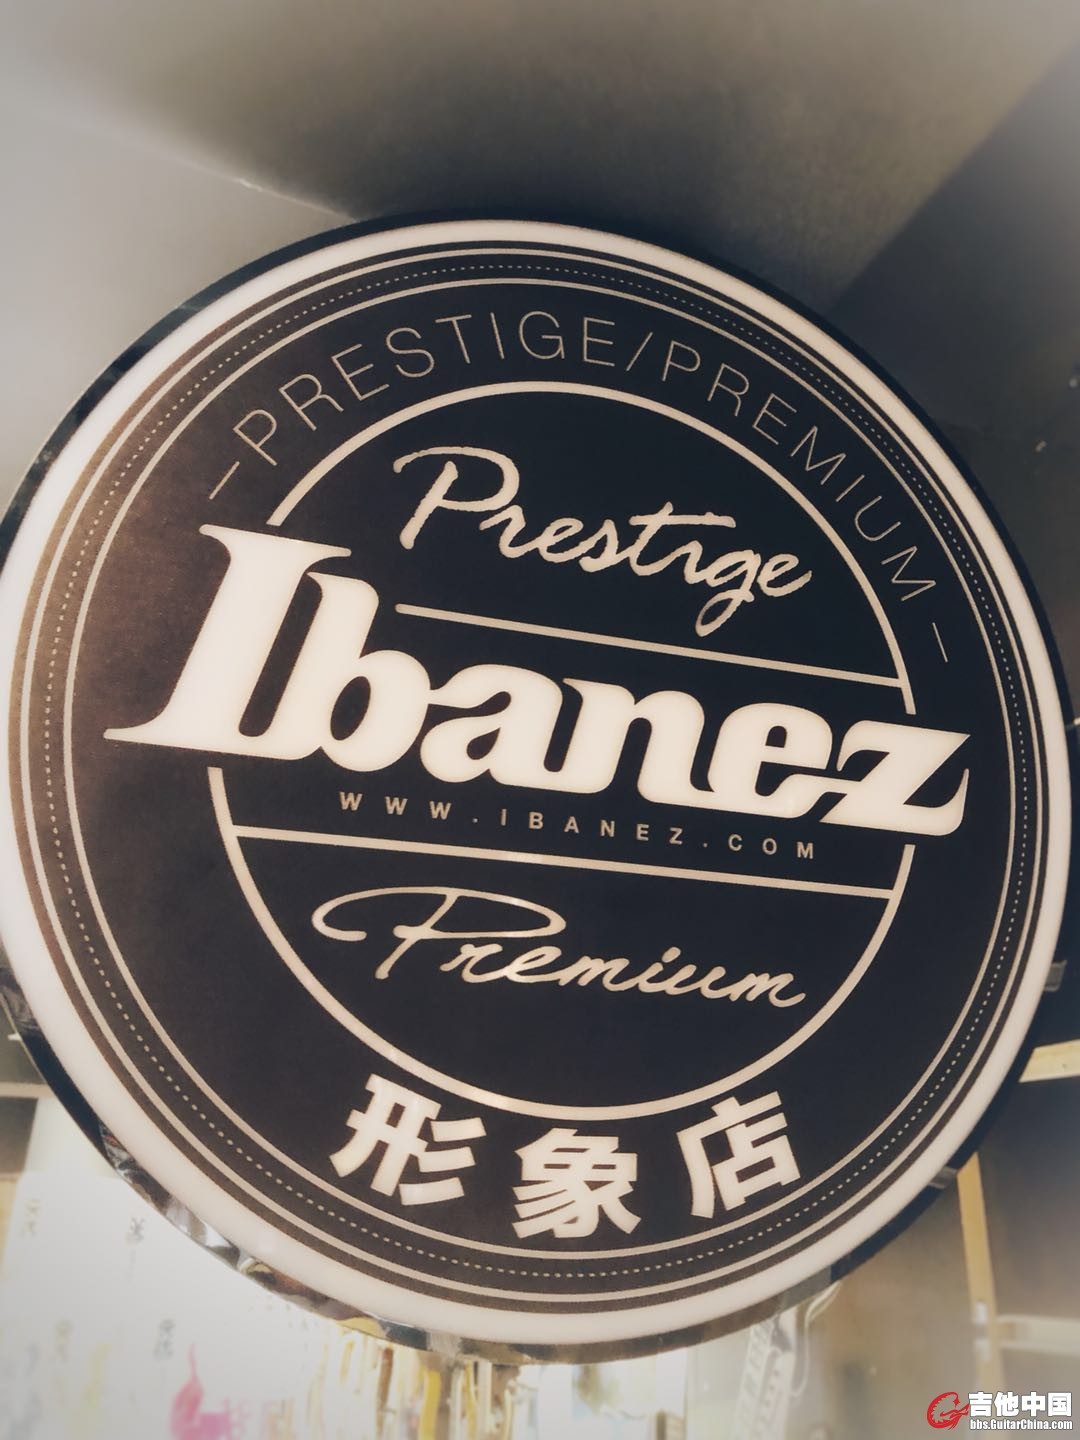 -PRESTIGE/PREMIUM-
Prestige
Ibanez
WWW.IBANEZ.COM
Premium
形象店
吉他中国
bbs.GuitarChina.com